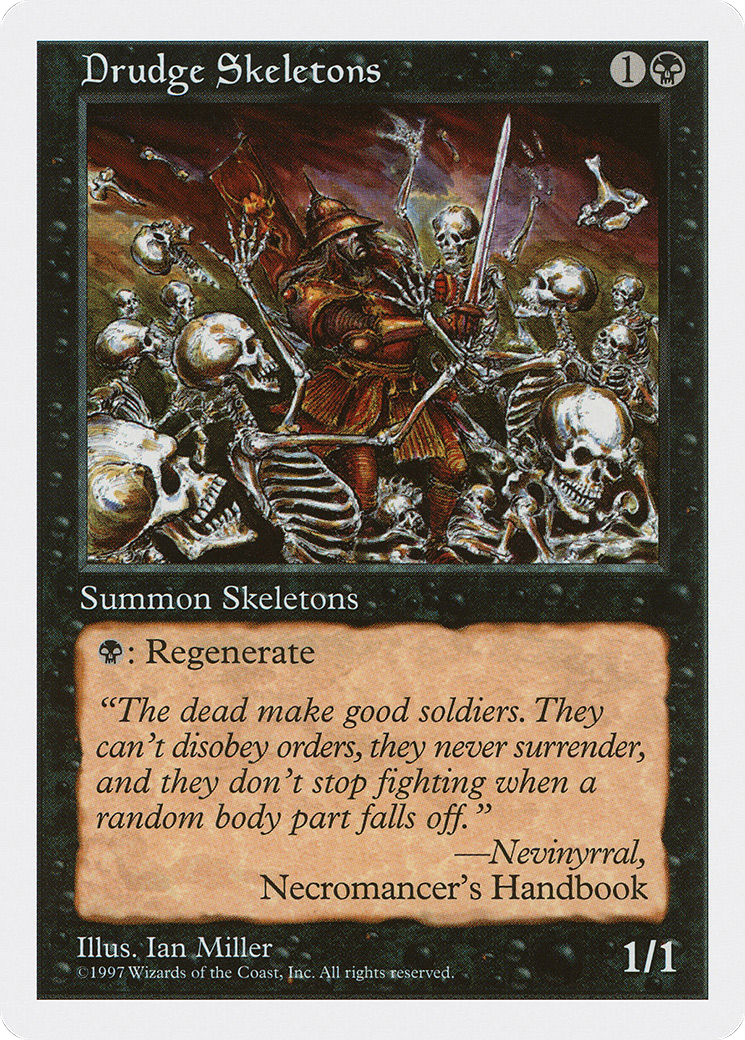 Drudge Skeletons 1
Summon Skeletons
: Regenerate
“The dead make good soldiers. They
can’t disobey orders, they never surrender,
and they don’t stop fighting when a
random body part falls off.”
—Nevinyrral,
Necromancer’s Handbook
Illus. Ian Miller
©1997 Wizards of the Coast, Inc. All rights reserved.
1/1